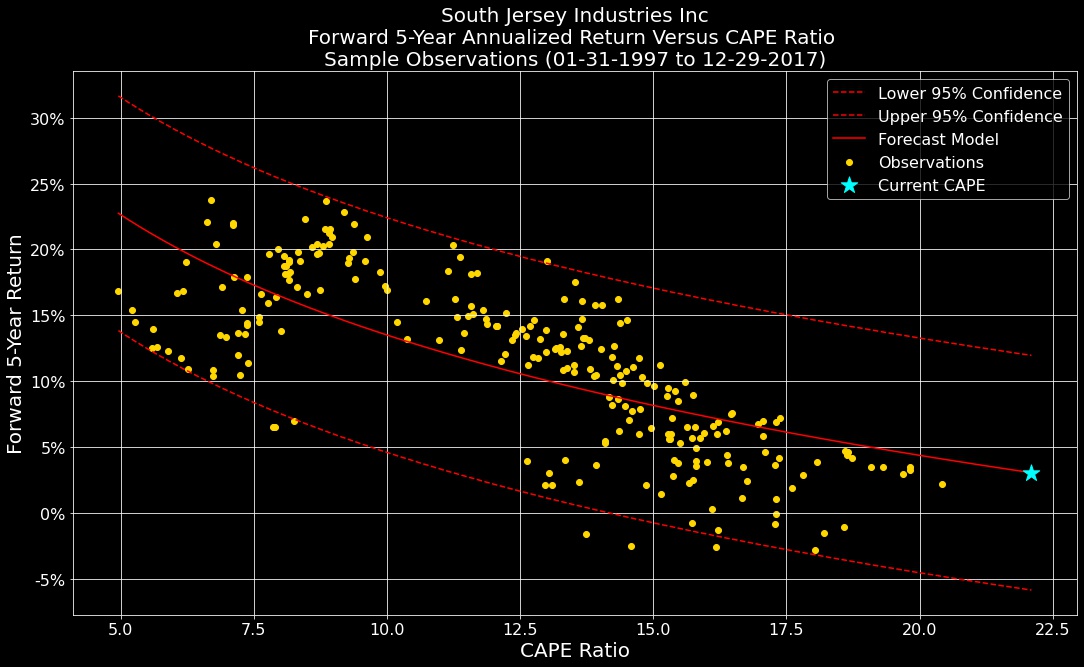 South Jersey Industries Inc
Forward 5-Year Annualized Return Versus CAPE Ratio
Sample Observations (01-31-1997 to 12-29-2017)
Lower 95% Confidence
Upper 95% Confidence
Forecast Model
Observations
Current CAPE
Forward 5-Year Return
30%
25%
20%
15%
10%
5%
0%
-5%
5.0 7.5 10.0 12.5 15.0 17.5 20.0 22.5
CAPE Ratio